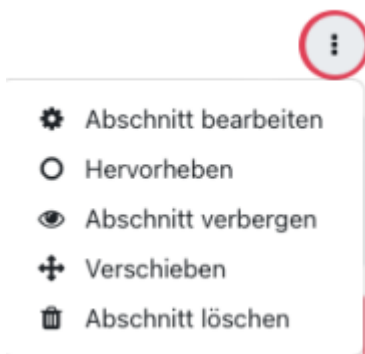 Abschnitt bearbeiten
Hervorheben
Abschnitt verbergen
Verschieben
Abschnitt löschen